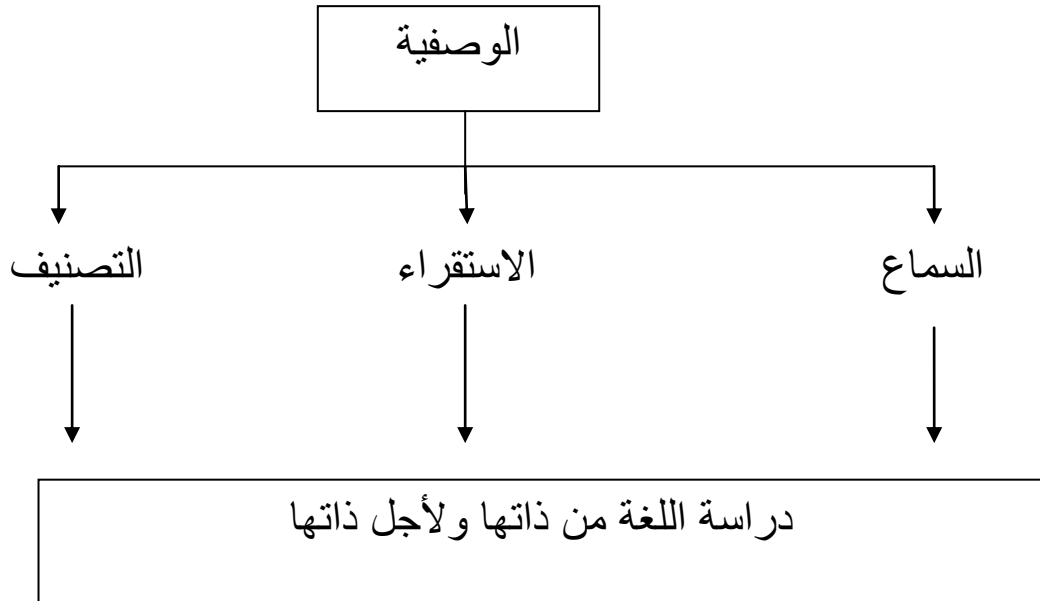 الوصفية
السماع
الاستقراء
التصنيف
دراسة اللغة من ذاتها ولأجل ذاتها